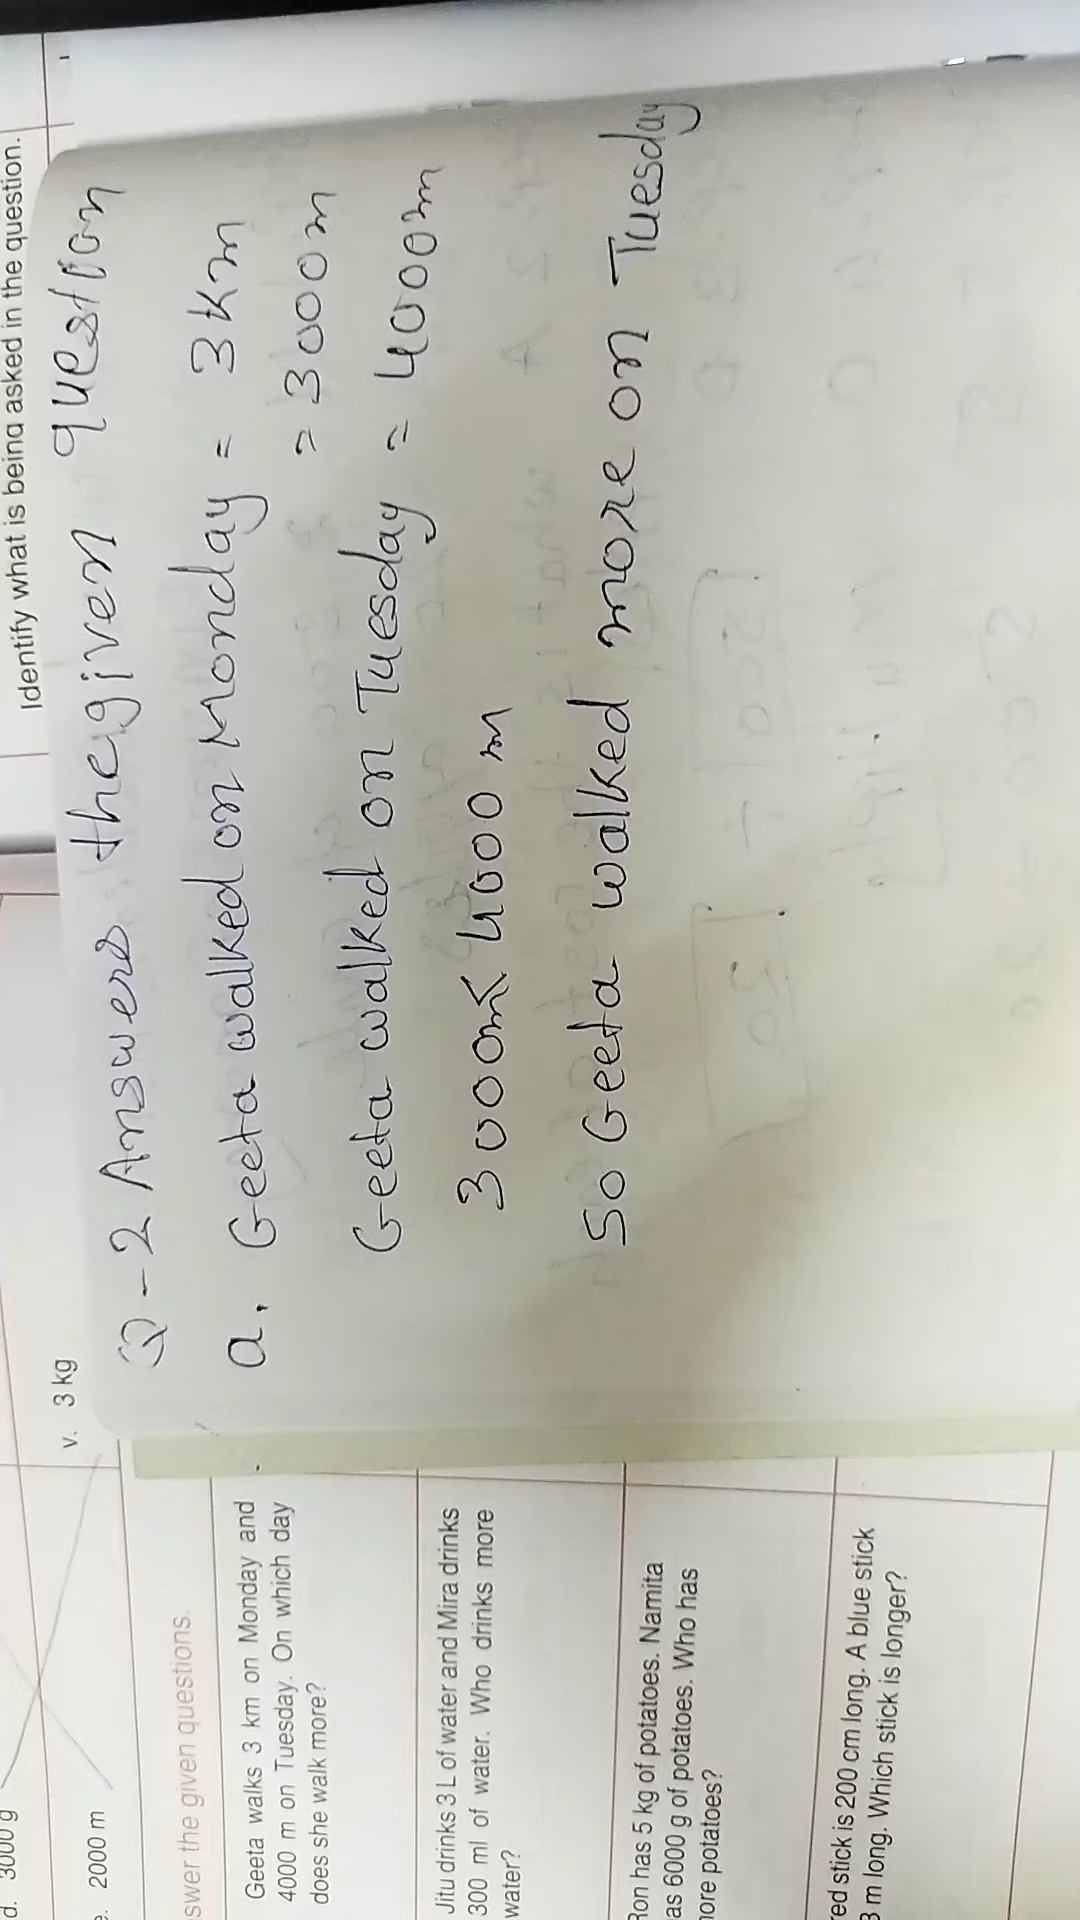 Identify what is being asked in the question.
d. 3000 g
v. 3 kg
e. 2000 m
swer the given questions.
Geeta walks 3 km on Monday and
4000 m on Tuesday. On which day
does she walk more?
Jitu drinks 3 L of water and Mira drinks
300 ml of water. Who drinks more
water?
Ron has 5 kg of potatoes. Namita
as 6000 g of potatoes. Who has
ore potatoes?
red stick is 200 cm long. A blue stick
3 m long. Which stick is longer?
Q-2 Answers the given question
a. Geeta walked on Monday = 3 Km
= 3000m
Geeta walked on Tuesday = 4000m
3000m < 4000 m
So Geeta walked more on Tuesday